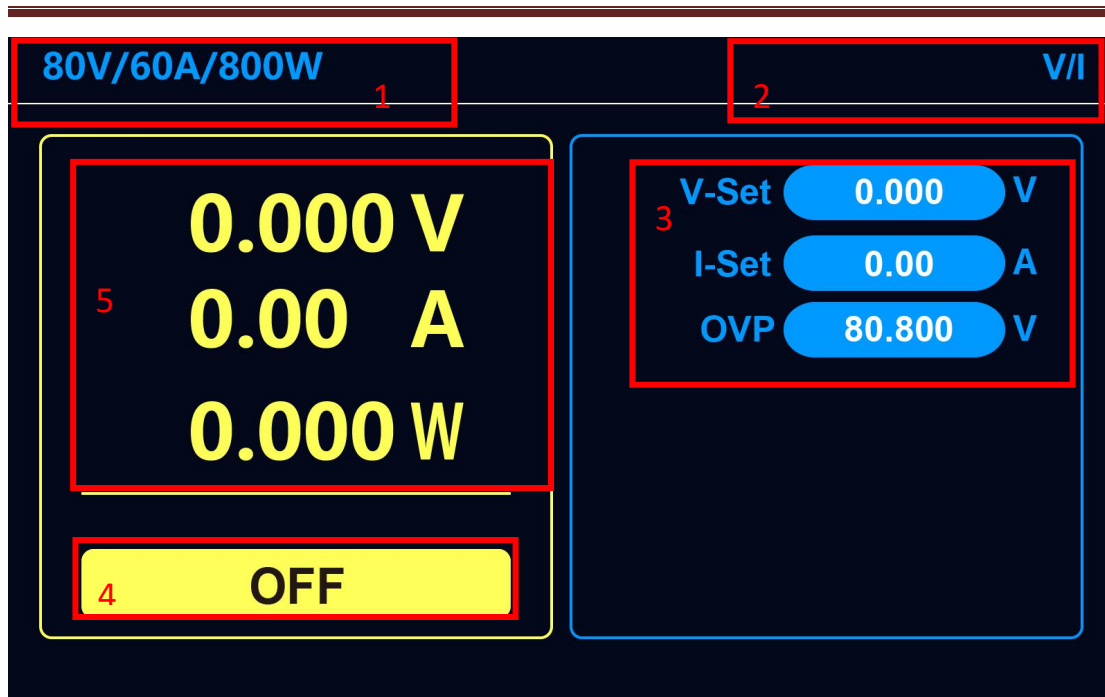 80V/60A/800W
1
2
V/I
5
0.000 V
0.00 A
0.000 W
4
OFF
3
V-Set 0.000 V
I-Set 0.00 A
OVP 80.800 V